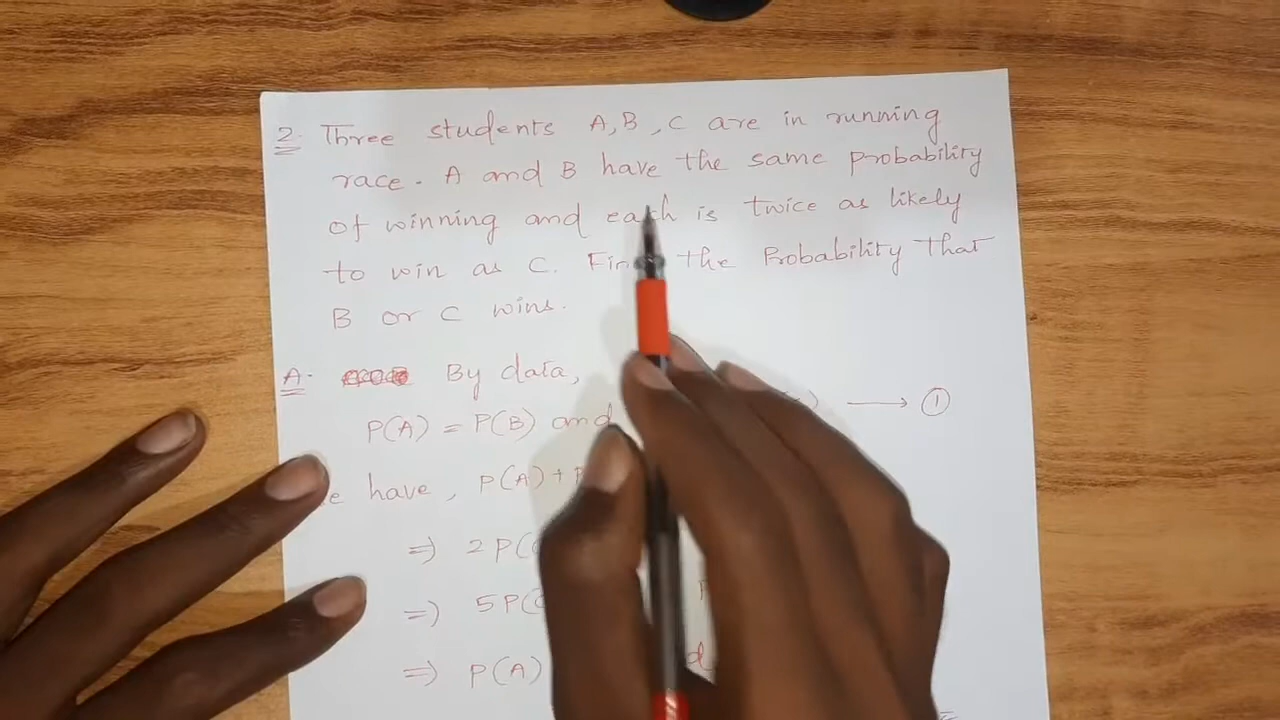 2. Three students A, B, C are in running
race. A and B have the same probability
of winning and each is twice as likely
to win as C. Find the Probability that
B or C wins.
A. By data,
P(A) = P(B) and ) ⟶ ①
have, P(A) +
=) 2P(
=) 5P(
=) P(A)